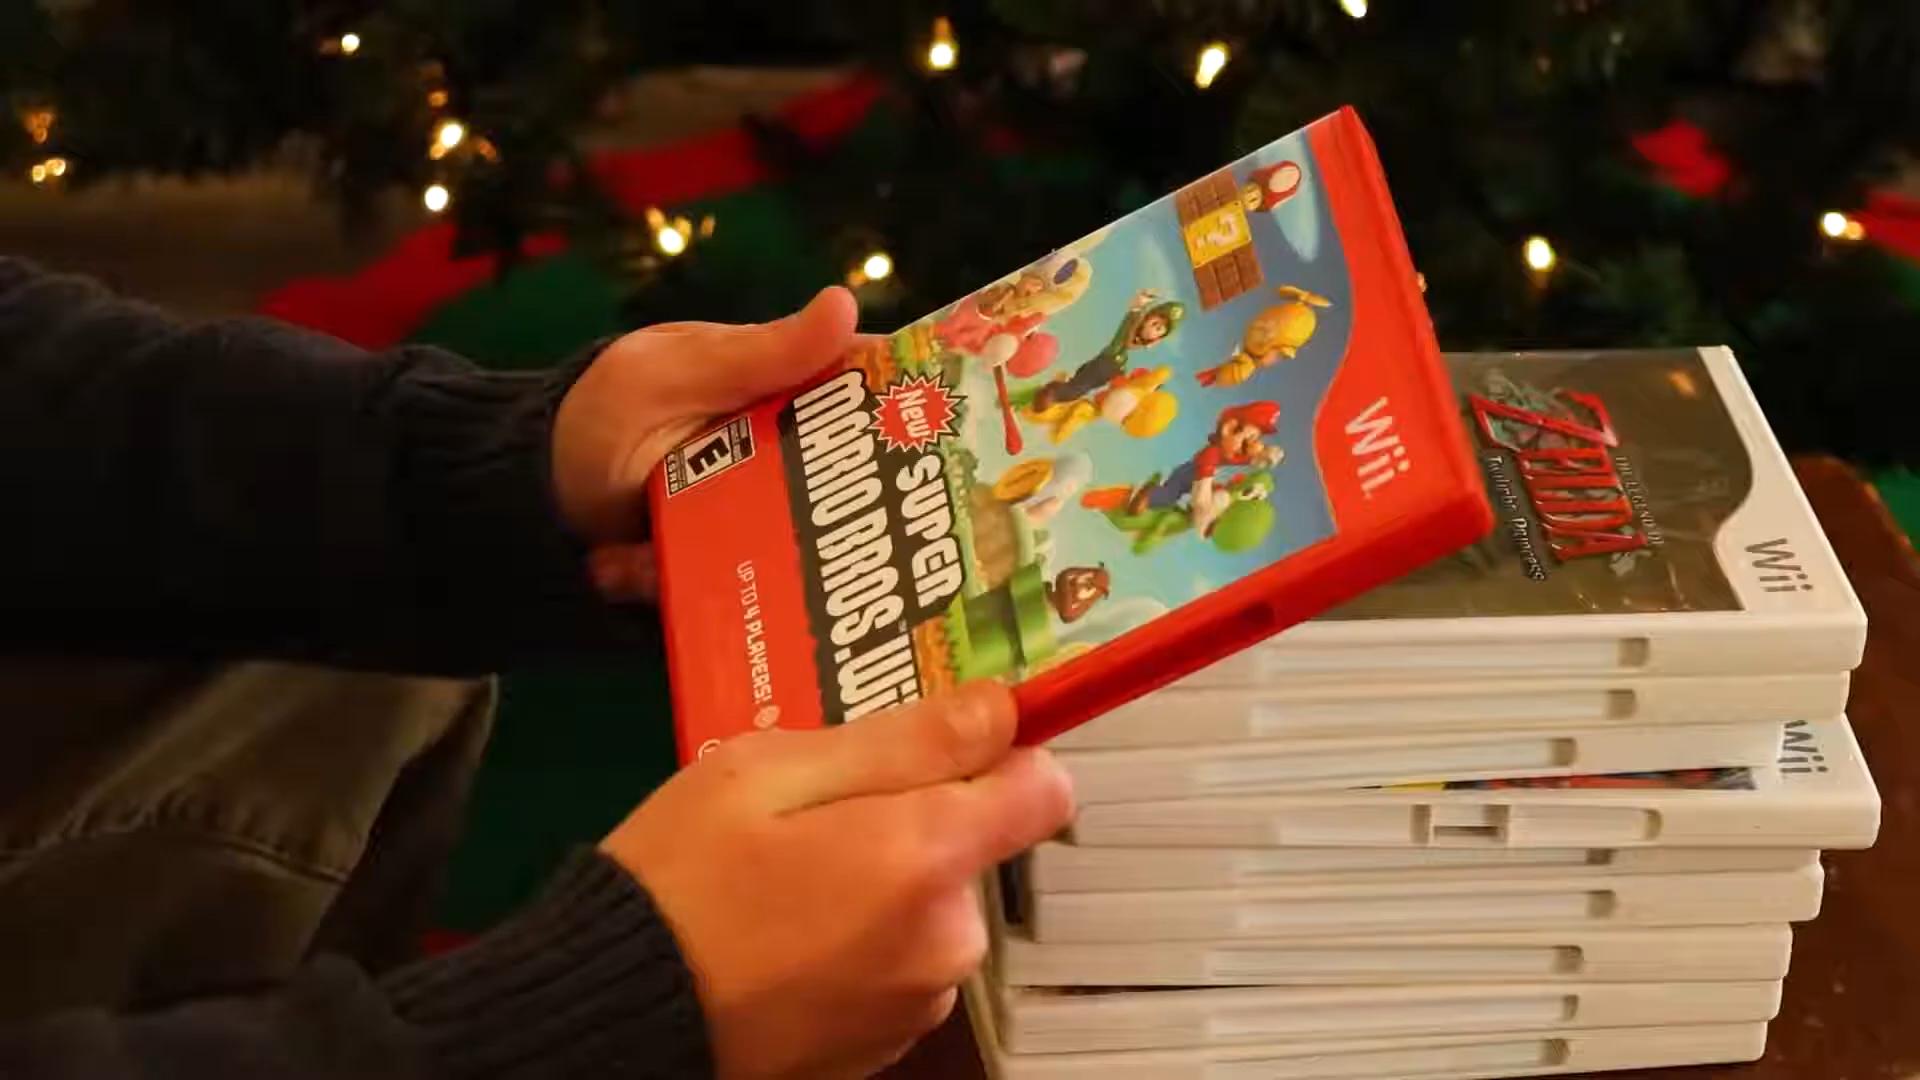 Wii
New
SUPER
MARIO BROS. Wii
UP TO 4 PLAYERS!
E
THE LEGEND OF
ZELDA
Twilight Princess
Wii
Wii